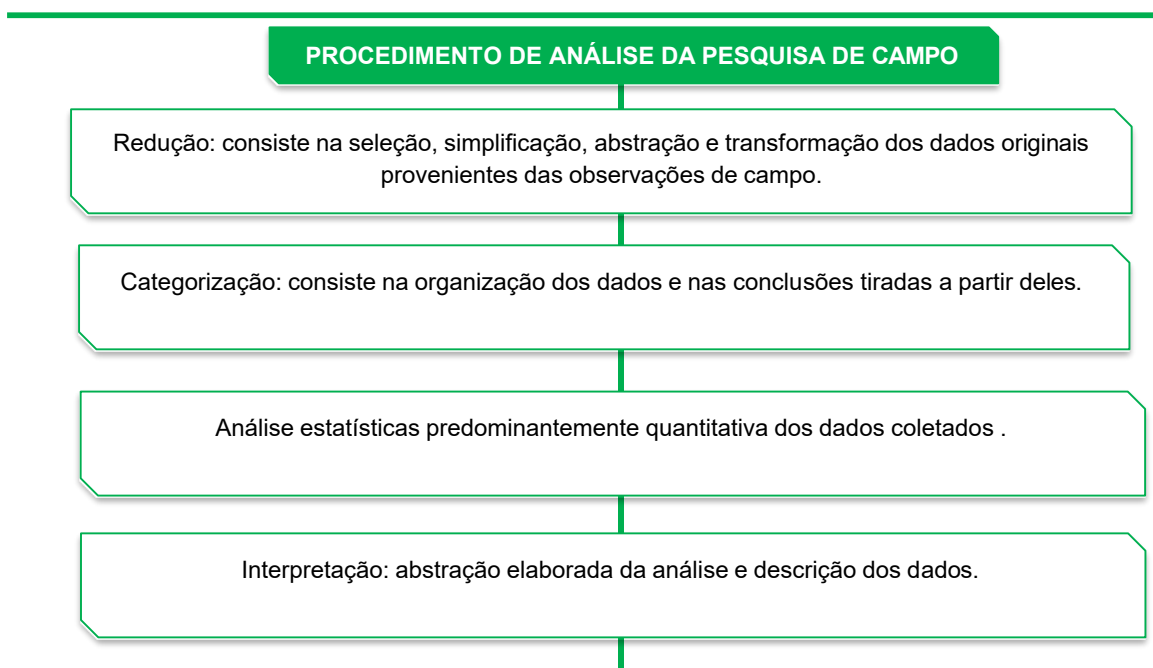 PROCEDIMENTO DE ANÁLISE DA PESQUISA DE CAMPO
Redução: consiste na seleção, simplificação, abstração e transformação dos dados originais
provenientes das observações de campo.
Categorização: consiste na organização dos dados e nas conclusões tiradas a partir deles.
Análise estatísticas predominantemente quantitativa dos dados coletados .
Interpretação: abstração elaborada da análise e descrição dos dados.